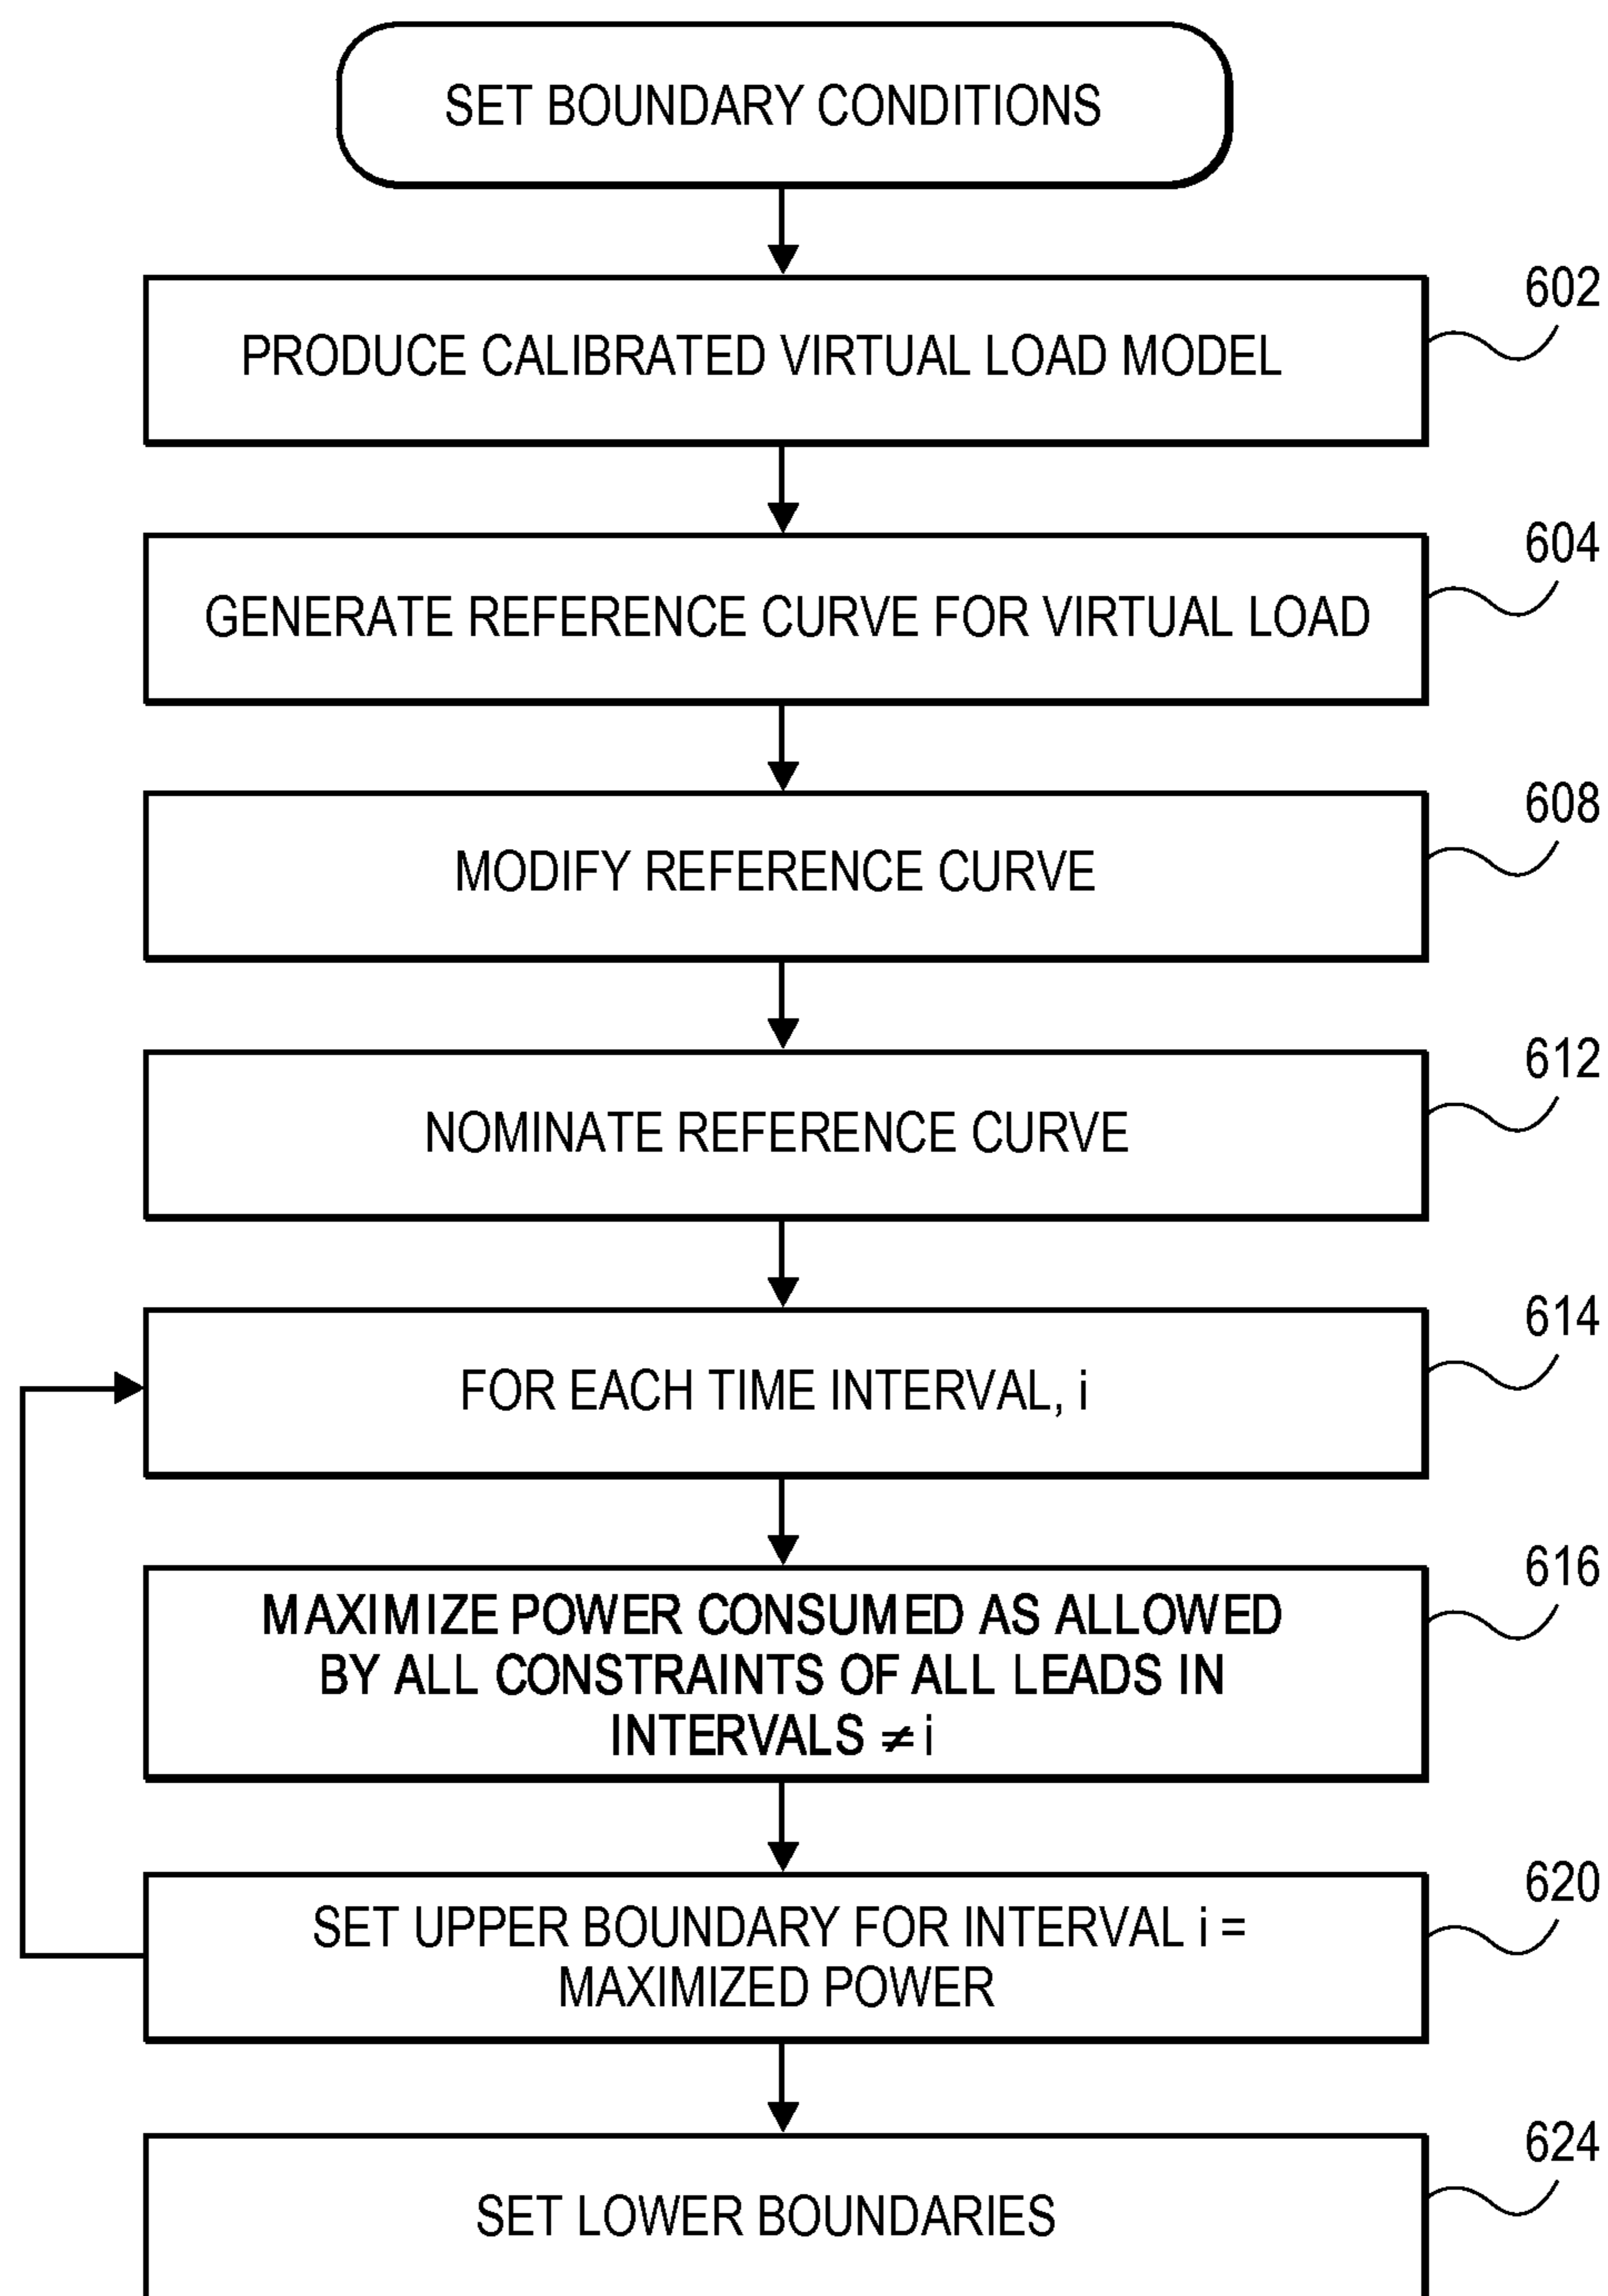 SET BOUNDARY CONDITIONS
602
PRODUCE CALIBRATED VIRTUAL LOAD MODEL
604
GENERATE REFERENCE CURVE FOR VIRTUAL LOAD
608
MODIFY REFERENCE CURVE
612
NOMINATE REFERENCE CURVE
614
FOR EACH TIME INTERVAL, i
616
MAXIMIZE POWER CONSUMED AS ALLOWED
BY ALL CONSTRAINTS OF ALL LEADS IN
INTERVALS ≠ i
620
SET UPPER BOUNDARY FOR INTERVAL i =
MAXIMIZED POWER
624
SET LOWER BOUNDARIES